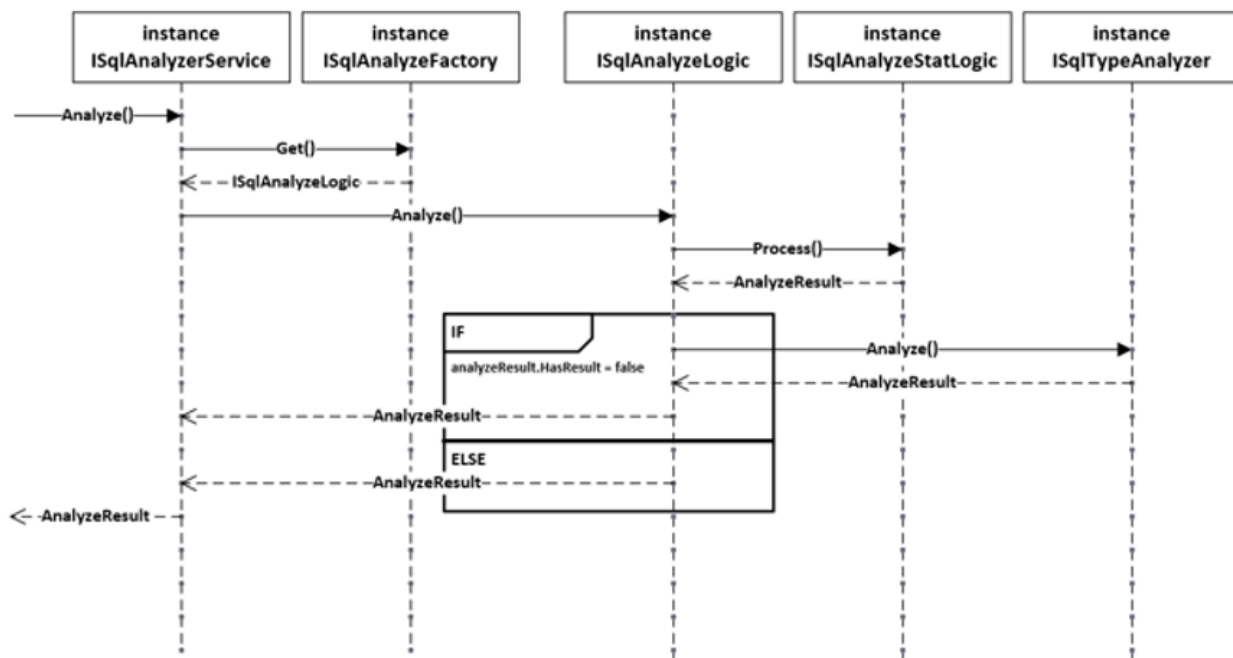 instance
ISqlAnalyzerService
instance
ISqlAnalyzeFactory
instance
ISqlAnalyzeLogic
instance
ISqlAnalyzeStatLogic
instance
ISqlTypeAnalyzer
Analyze()
Get()
ISqlAnalyzeLogic
Analyze()
Process()
AnalyzeResult
IF
Analyze()
analyzeResult.HasResult = false
AnalyzeResult
AnalyzeResult
ELSE
AnalyzeResult
AnalyzeResult